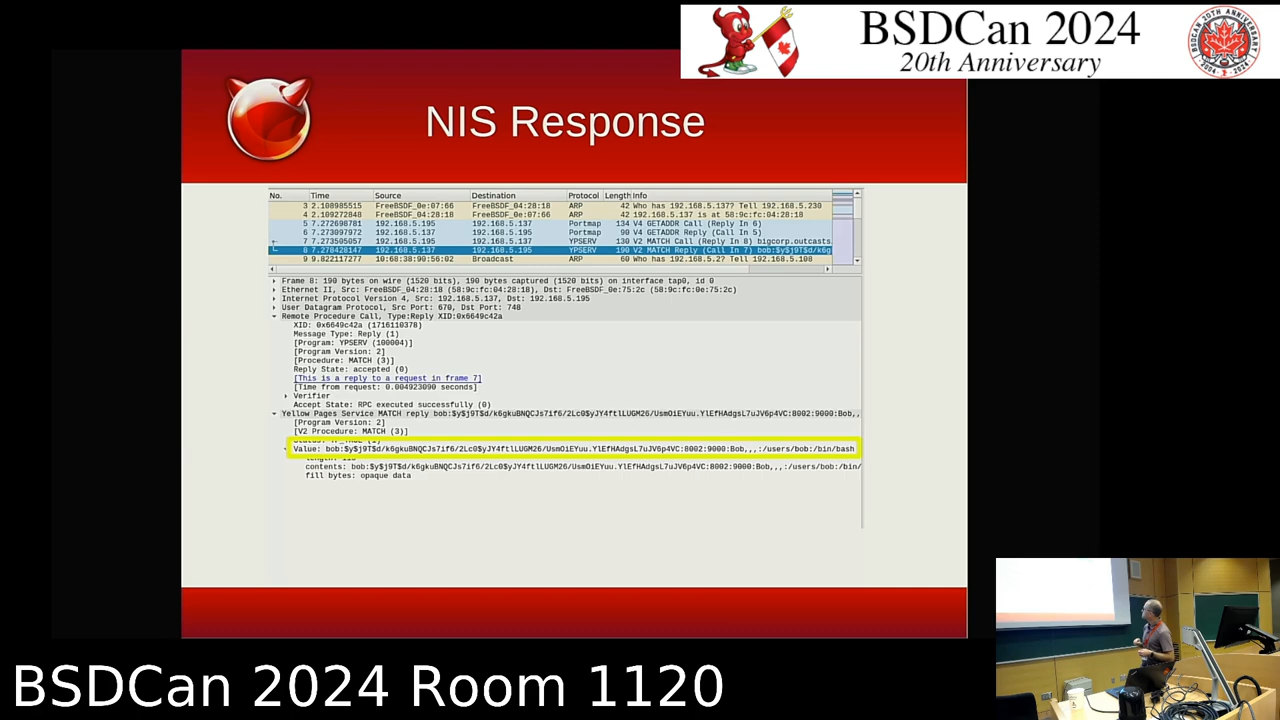 BSDCan 2024
20th Anniversary
BSDCAN 20TH ANNIVERSARY
2004 - 2024
NIS Response
No. Time Source Destination Protocol Length Info
3 2.108985515 FreeBSDF_0e:07:66 FreeBSDF_04:28:18 ARP 42 Who has 192.168.5.137? Tell 192.168.5.230
4 2.109272848 FreeBSDF_04:28:18 FreeBSDF_0e:07:66 ARP 42 192.168.5.137 is at 58:9c:fc:04:28:18
5 7.272698781 192.168.5.195 192.168.5.137 Portmap 134 V4 GETADDR Call (Reply In 6)
6 7.273097972 192.168.5.137 192.168.5.195 Portmap 90 V4 GETADDR Reply (Call In 5)
7 7.273505057 192.168.5.195 192.168.5.137 YPSERV 130 V2 MATCH Call (Reply In 8) bigcorp.outcasts
8 7.278428147 192.168.5.137 192.168.5.195 YPSERV 190 V2 MATCH Reply (Call In 7) bob:$y$j9T$d/k6g
9 9.822117277 10:68:38:90:56:02 Broadcast ARP 60 Who has 192.168.5.2? Tell 192.168.5.108
Frame 8: 190 bytes on wire (1520 bits), 190 bytes captured (1520 bits) on interface tap0, id 0
Ethernet II, Src: FreeBSDF_04:28:18 (58:9c:fc:04:28:18), Dst: FreeBSDF_0e:75:2c (58:9c:fc:0e:75:2c)
Internet Protocol Version 4, Src: 192.168.5.137, Dst: 192.168.5.195
User Datagram Protocol, Src Port: 670, Dst Port: 748
Remote Procedure Call, Type:Reply XID:0x6649c42a
XID: 0x6649c42a (1716110378)
Message Type: Reply (1)
[Program: YPSERV (100004)]
[Program Version: 2]
[Procedure: MATCH (3)]
Reply State: accepted (0)
[This is a reply to a request in frame 7]
[Time from request: 0.004923090 seconds]
Verifier
Accept State: RPC executed successfully (0)
Yellow Pages Service MATCH reply bob:$y$j9T$d/k6gkuBNQCJs7if6/2Lc0$yJY4ftlLUGM26/UsmOiEYuu.YlEfHAdgsL7uJV6p4VC:8002:9000:Bob,,,
[Program Version: 2]
[V2 Procedure: MATCH (3)]
Value: bob:$y$j9T$d/k6gkuBNQCJs7if6/2Lc0$yJY4ftlLUGM26/UsmOiEYuu.YlEfHAdgsL7uJV6p4VC:8002:9000:Bob,,,:/users/bob:/bin/bash
contents: bob:$y$j9T$d/k6gkuBNQCJs7if6/2Lc0$yJY4ftlLUGM26/UsmOiEYuu.YlEfHAdgsL7uJV6p4VC:8002:9000:Bob,,,:/users/bob:/bin/
fill bytes: opaque data
BSDCan 2024 Room 1120